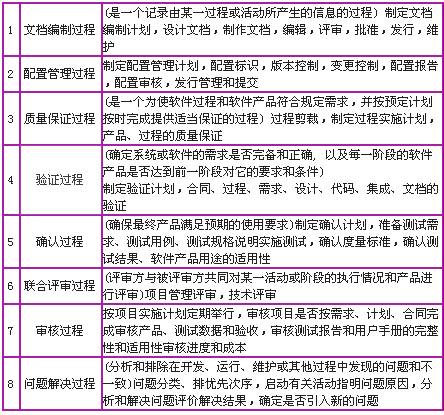 1 文档编制过程 (是一个记录由某一过程或活动所产生的信息的过程) 制定文档
编制计划，设计文档，制作文档，编辑，评审，批准，发行，维
护
2 配置管理过程 制定配置管理计划，配置标识，版本控制，变更控制，配置报告
，配置审核，发行管理和提交
3 质量保证过程 (是一个为使软件过程和软件产品符合规定需求，并按预定计划
按时完成提供适当保证的过程）过程剪裁，制定过程实施计划，
产品、过程的质量保证
4 验证过程 (确定系统或软件的需求是否完备和正确, 以及每一阶段的软件
产品是否达到前一阶段对它的要求和条件)
制定验证计划，合同、过程、需求、设计、代码、集成、文档的
验证
5 确认过程 (确保最终产品满足预期的使用要求)制定确认计划，准备测试需
求、测试用例、测试规格说明实施测试，确认度量标准，确认测
试结果、软件产品用途的适用性
6 联合评审过程 (评审方与被评审方共同对某一活动或阶段的执行情况和产品进
行评审)项目管理评审，技术评审
7 审核过程 按项目实施计划定期举行，审核项目是否按需求、计划、合同完
成审核产品、测试数据和验收，审核测试报告和用户手册的完整
性和适用性审核进度和成本
8 问题解决过程 (分析和排除在开发、运行、维护或其他过程中发现的问题和不
一致)问题分类、排忧先次序，启动有关活动指明问题原因，分
析和解决问题评价解决结果，确定是否引入新的问题